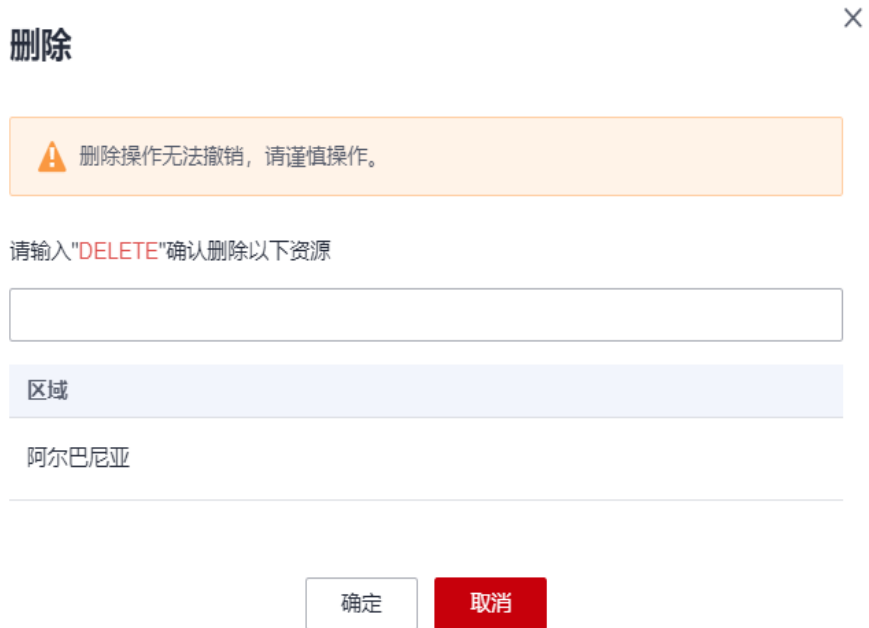 删除
删除操作无法撤销，请谨慎操作。
请输入"DELETE"确认删除以下资源
区域
阿尔巴尼亚
确定 取消